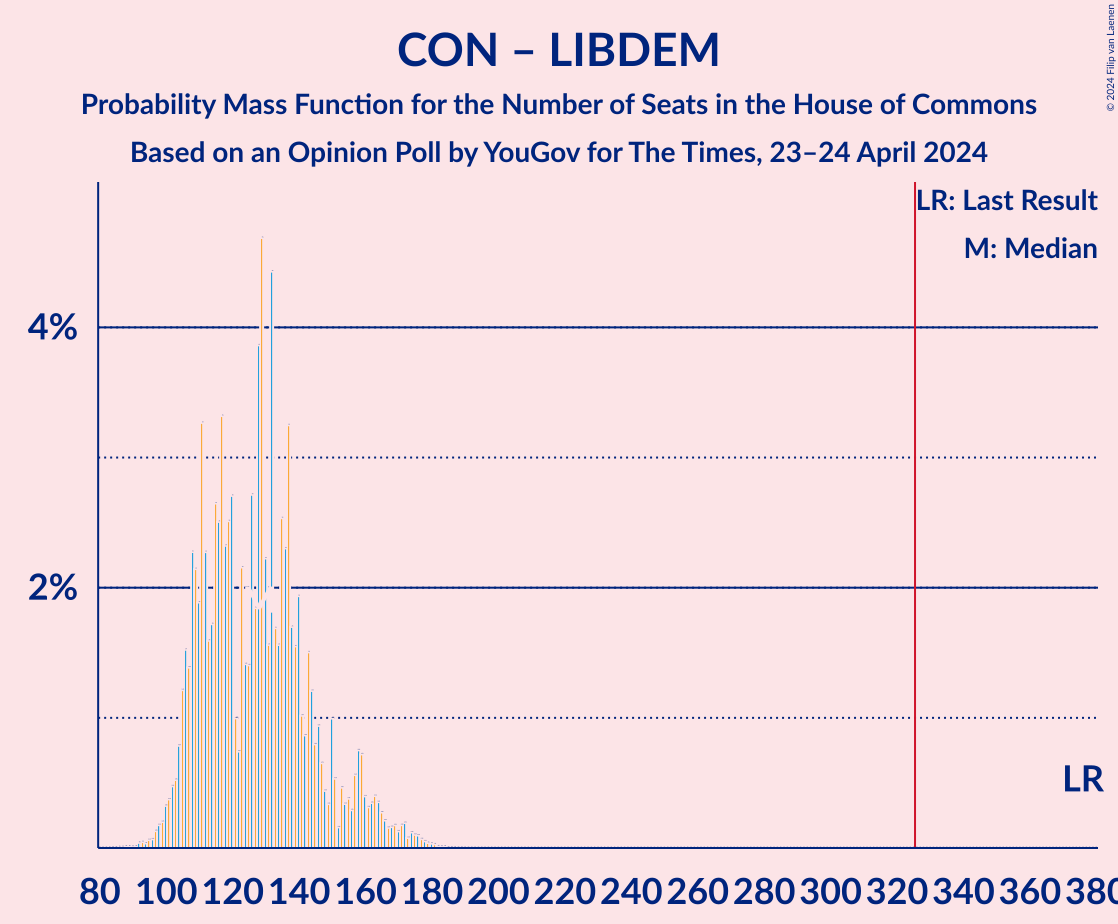 CON – LIBDEM
Probability Mass Function for the Number of Seats in the House of Commons
Based on an Opinion Poll by YouGov for The Times, 23–24 April 2024
© 2024 Filip van Laenen
LR: Last Result
M: Median
4%
2%
LR
80 100 120 140 160 180 200 220 240 260 280 300 320 340 360 380